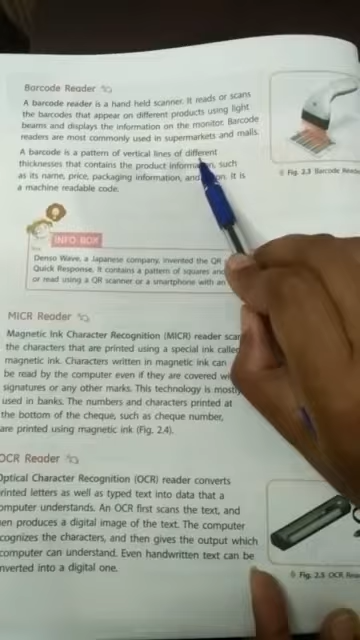 Barcode Reader
A barcode reader is a hand held scanner. It reads or scans
the barcodes that appear on different products using light
beams and displays the information on the monitor. Barcode
readers are most commonly used in supermarkets and malls.
A barcode is a pattern of vertical lines of different
thicknesses that contains the product information, such
as its name, price, packaging information, and on. It is
a machine readable code.
Fig. 2.3 Barcode Reade
INFO BOX
Denso Wave, a Japanese company, invented the QR
Quick Response. It contains a pattern of squares and
or read using a QR scanner or a smartphone with an
MICR Reader
Magnetic Ink Character Recognition (MICR) reader scan
the characters that are printed using a special ink called
magnetic ink. Characters written in magnetic ink can
be read by the computer even if they are covered wi
signatures or any other marks. This technology is mostly
used in banks. The numbers and characters printed at
the bottom of the cheque, such as cheque number,
are printed using magnetic ink (Fig. 2.4).
OCR Reader
Optical Character Recognition (OCR) reader converts
rinted letters as well as typed text into data that a
omputer understands. An OCR first scans the text, and
en produces a digital image of the text. The computer
cognizes the characters, and then gives the output which
computer can understand. Even handwritten text can be
nverted into a digital one.
Fig. 2.5 OCR Rea